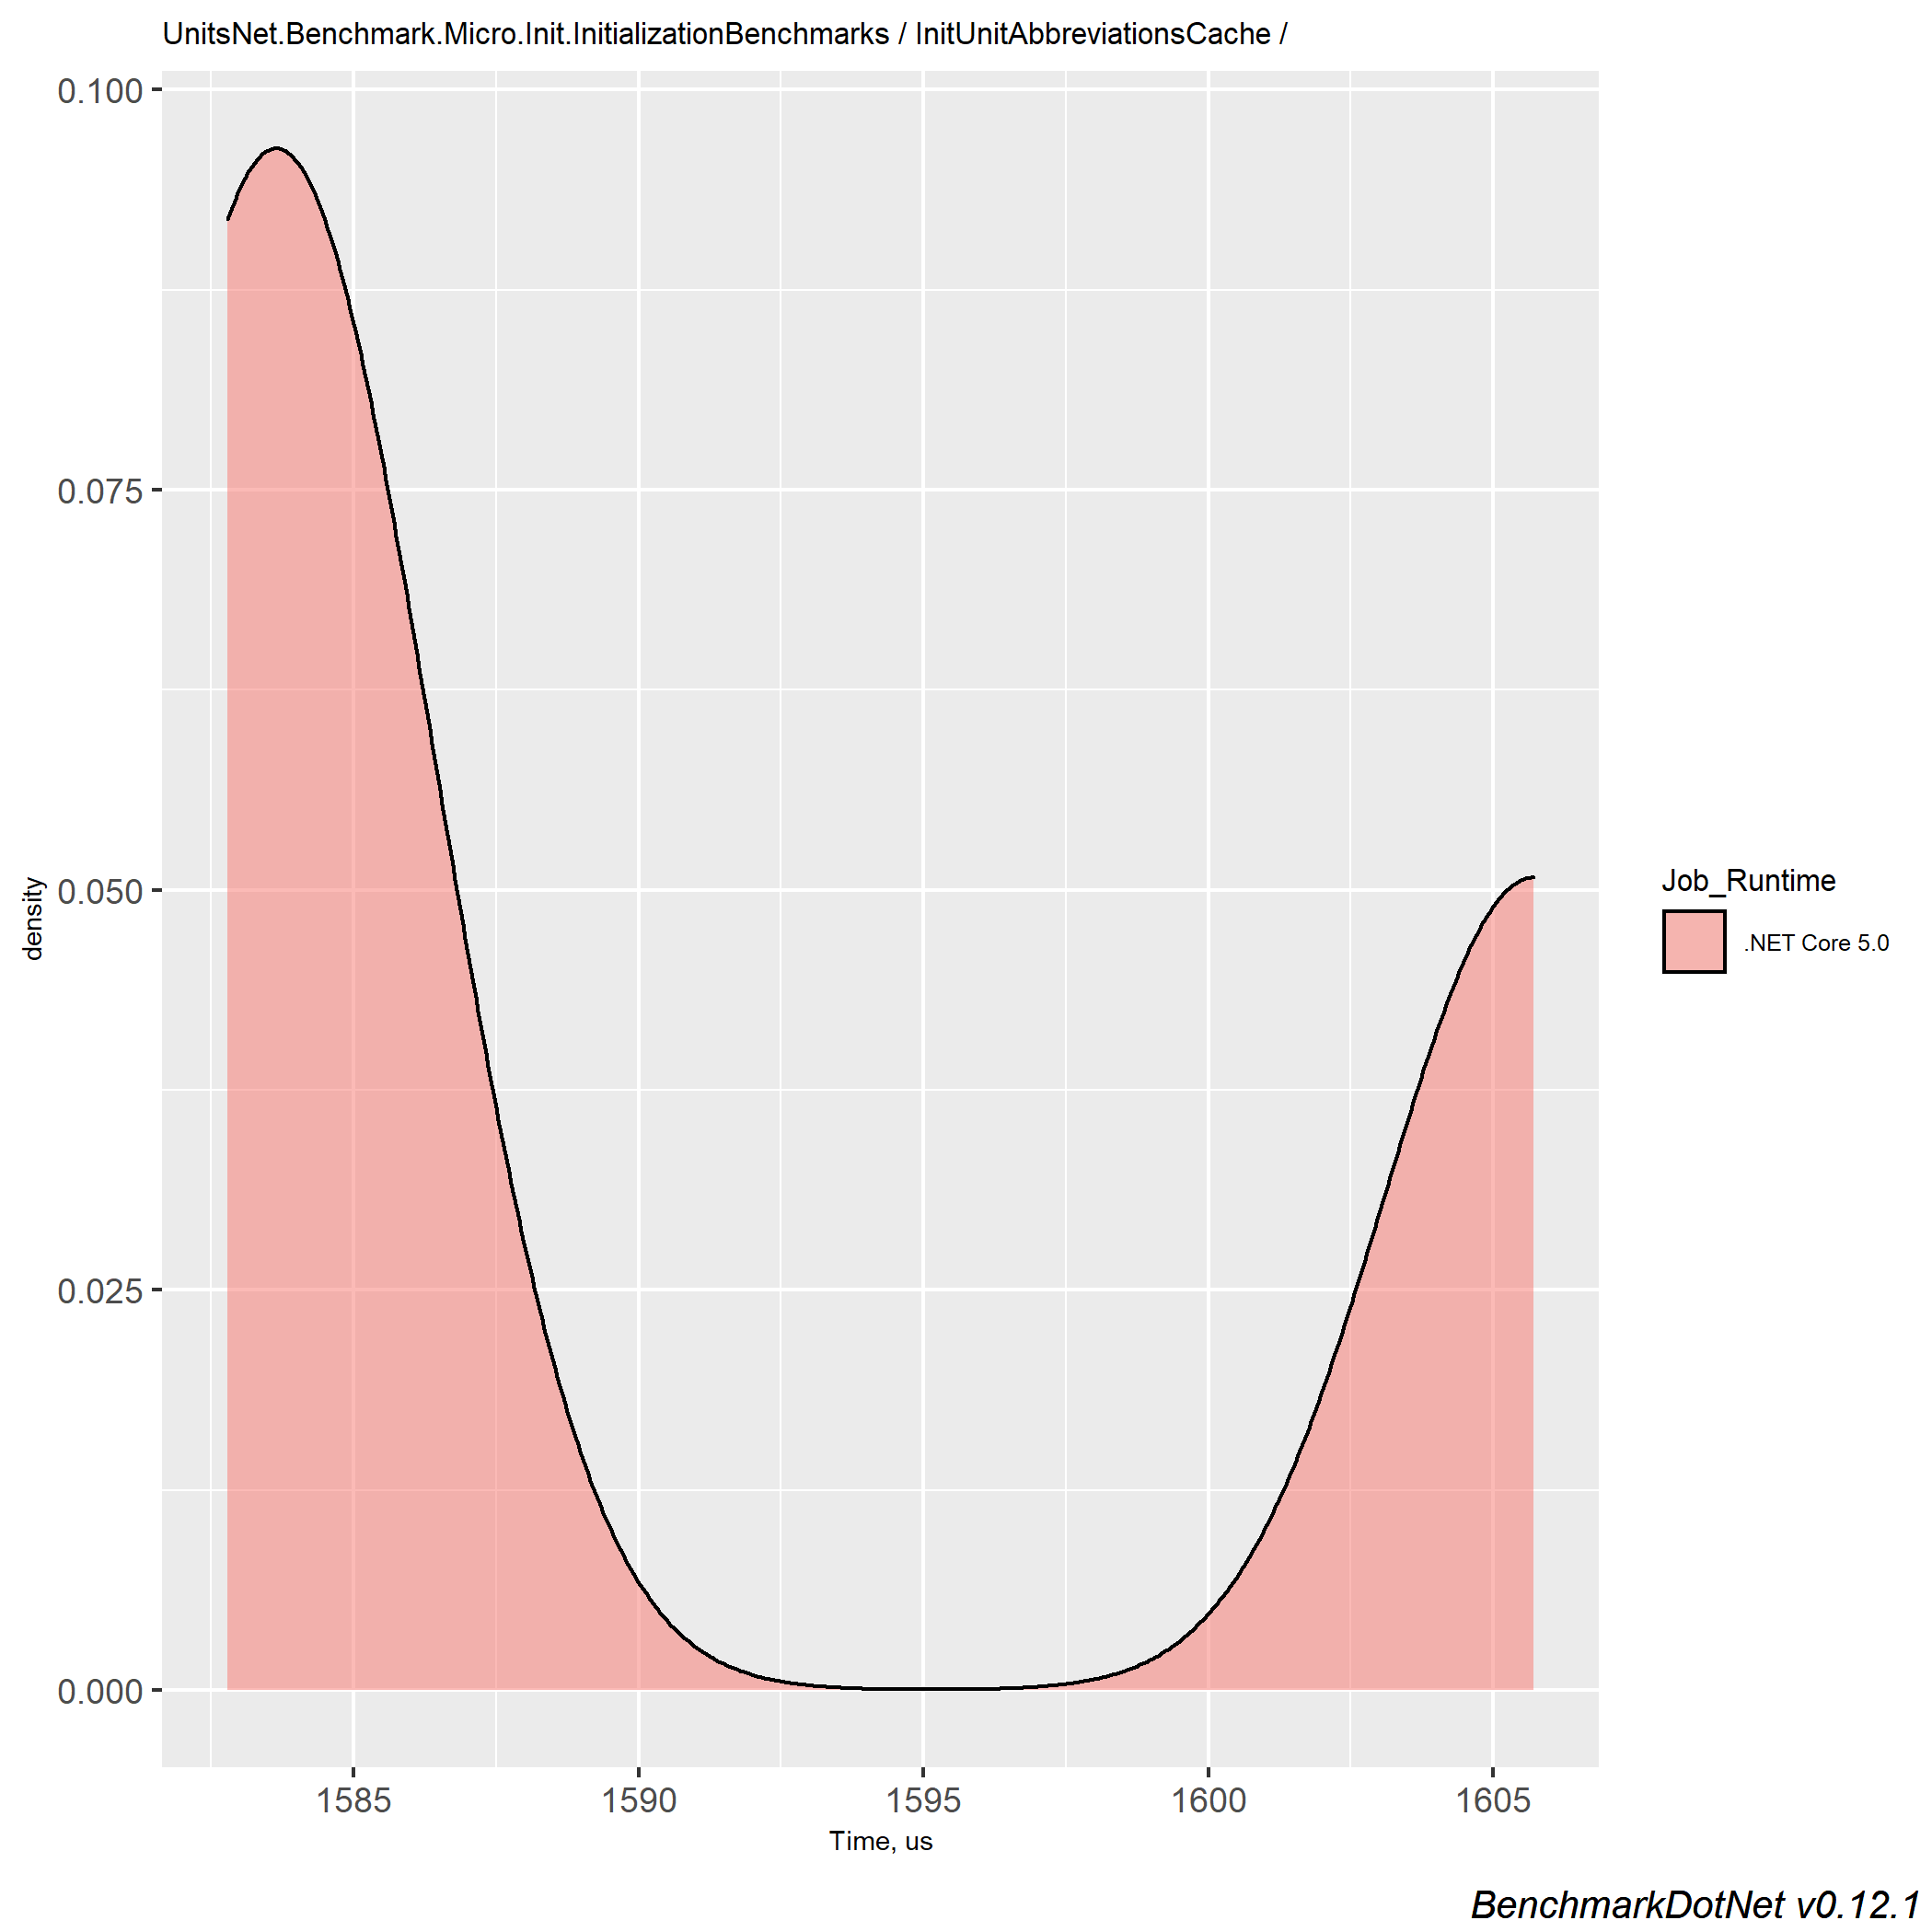 UnitsNet.Benchmark.Micro.Init.InitializationBenchmarks / InitUnitAbbreviationsCache /
0.100
0.075
0.050
0.025
0.000
density
1585 1590 1595 1600 1605
Time, us
Job_Runtime
.NET Core 5.0
BenchmarkDotNet v0.12.1